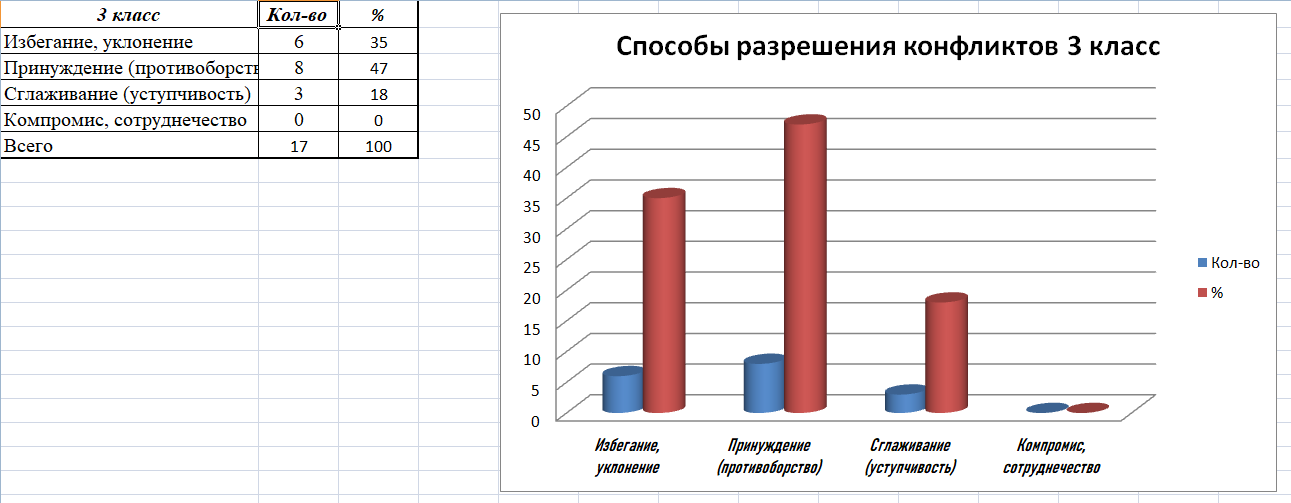 3 класс Кол-во %
Избегание, уклонение 6 35
Принуждение (противоборств 8 47
Сглаживание (уступчивость) 3 18
Компромис, сотруднечество 0 0
Всего 17 100
Способы разрешения конфликтов 3 класс
50
45
40
35
30
25
20
15
10
5
0
Избегание,
уклонение
Принуждение
(противоборство)
Сглаживание
(уступчивость)
Компромис,
сотруднечество
Кол-во
%